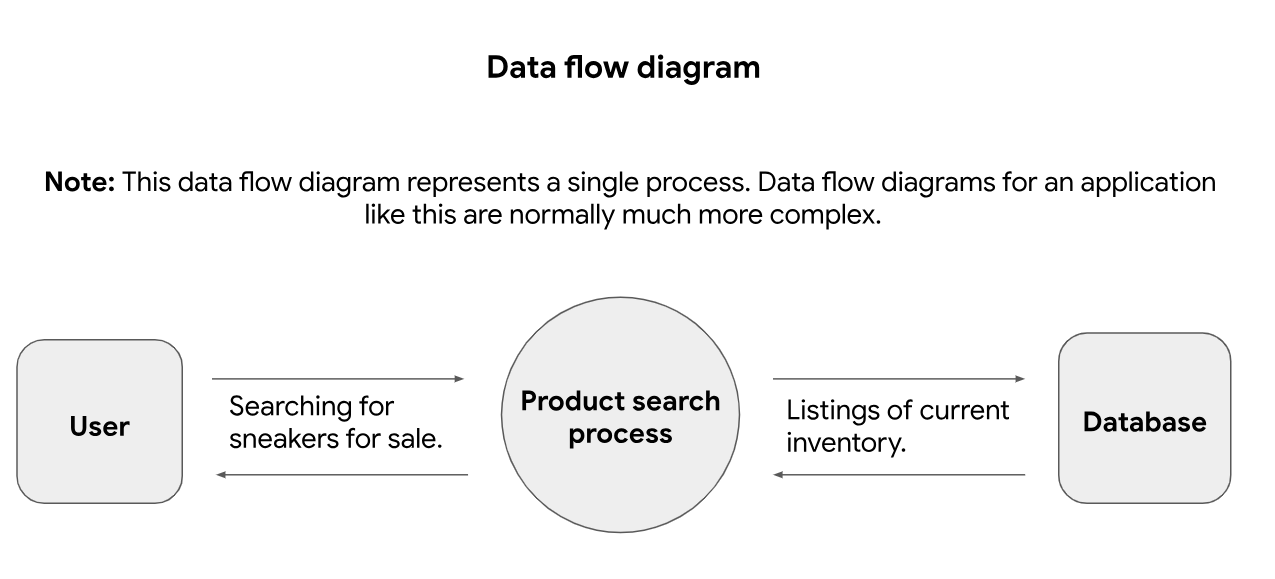 Data flow diagram
Note: This data flow diagram represents a single process. Data flow diagrams for an application
like this are normally much more complex.
User
Searching for
sneakers for sale.
Product search
process
Listings of current
inventory.
Database